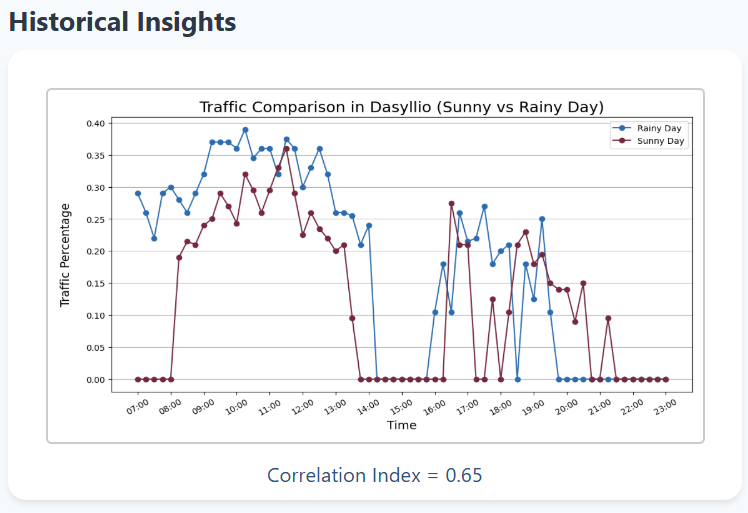 Historical Insights
Traffic Comparison in Dasyllio (Sunny vs Rainy Day)
Rainy Day
Sunny Day
Traffic Percentage
0.40
0.35
0.30
0.25
0.20
0.15
0.10
0.05
0.00
07:00 08:00 09:00 10:00 11:00 12:00 13:00 14:00 15:00 16:00 17:00 18:00 19:00 20:00 21:00 22:00 23:00
Time
Correlation Index = 0.65